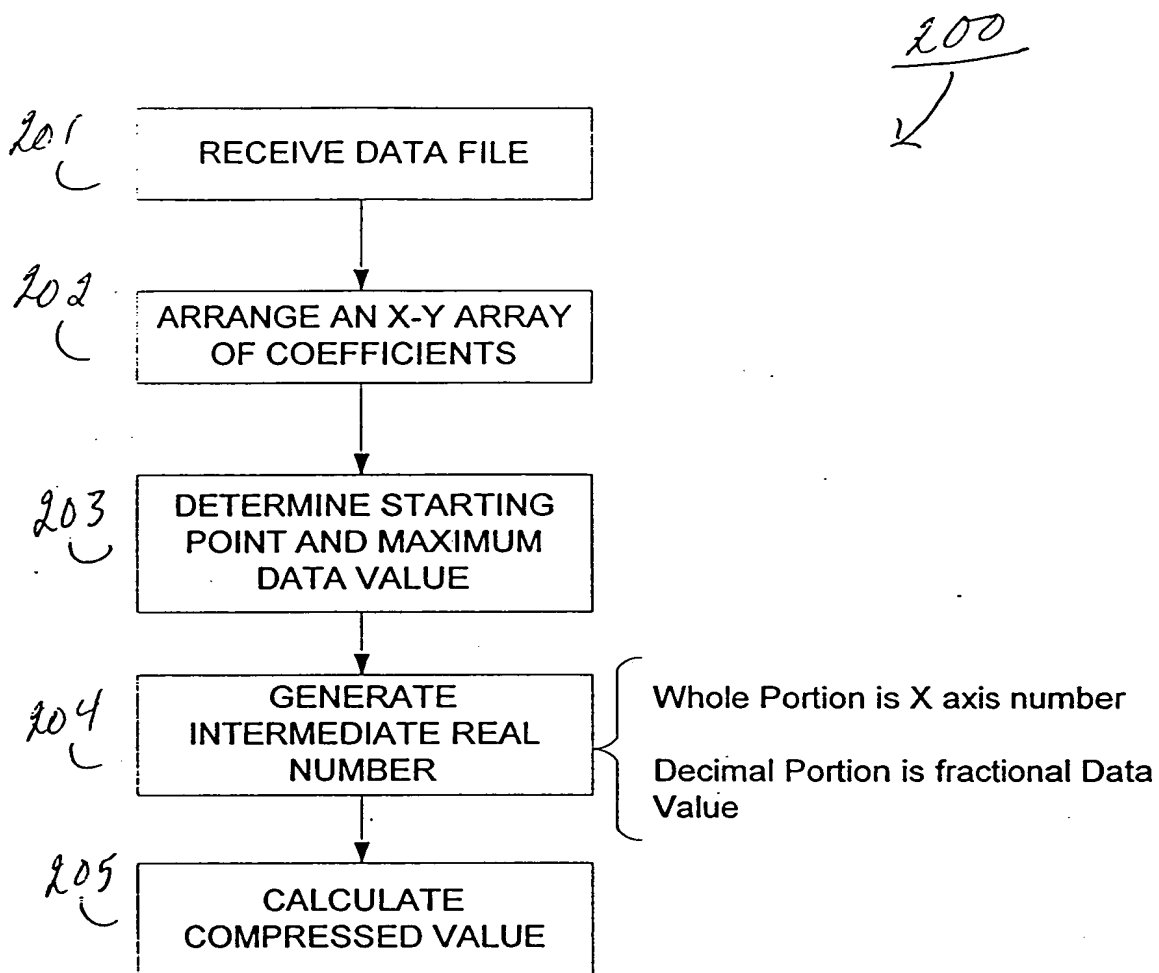 200
201
RECEIVE DATA FILE
202
ARRANGE AN X-Y ARRAY
OF COEFFICIENTS
203
DETERMINE STARTING
POINT AND MAXIMUM
DATA VALUE
204
GENERATE
INTERMEDIATE REAL
NUMBER
Whole Portion is X axis number
Decimal Portion is fractional Data
Value
205
CALCULATE
COMPRESSED VALUE